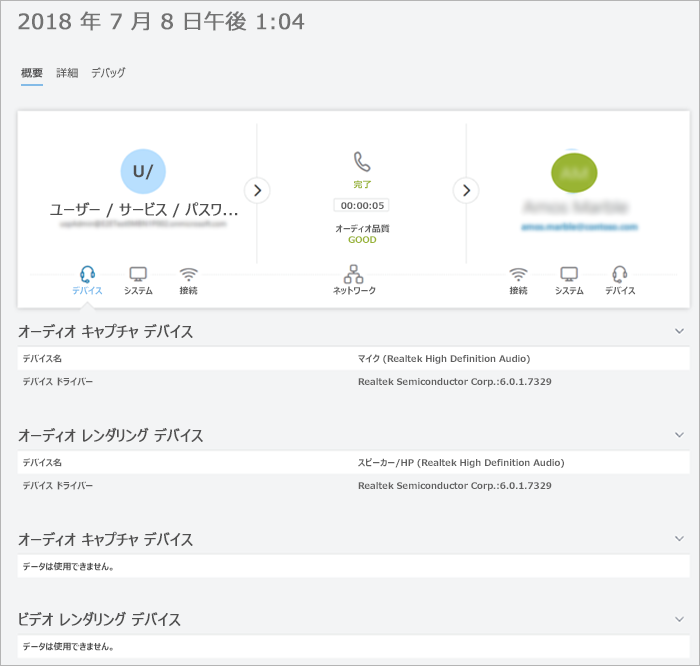 2018 年 7 月 8 日午後 1:04
概要 詳細 デバッグ
U/
ユーザー / サービス / パスワ...
完了
00:00:05
オーディオ品質
GOOD
デバイス システム 接続 ネットワーク 接続 システム デバイス
オーディオ キャプチャ デバイス
デバイス名 マイク (Realtek High Definition Audio)
デバイス ドライバー Realtek Semiconductor Corp.:6.0.1.7329
オーディオ レンダリング デバイス
デバイス名 スピーカー/HP (Realtek High Definition Audio)
デバイス ドライバー Realtek Semiconductor Corp.:6.0.1.7329
オーディオ キャプチャ デバイス
データは使用できません。
ビデオ レンダリング デバイス
データは使用できません。